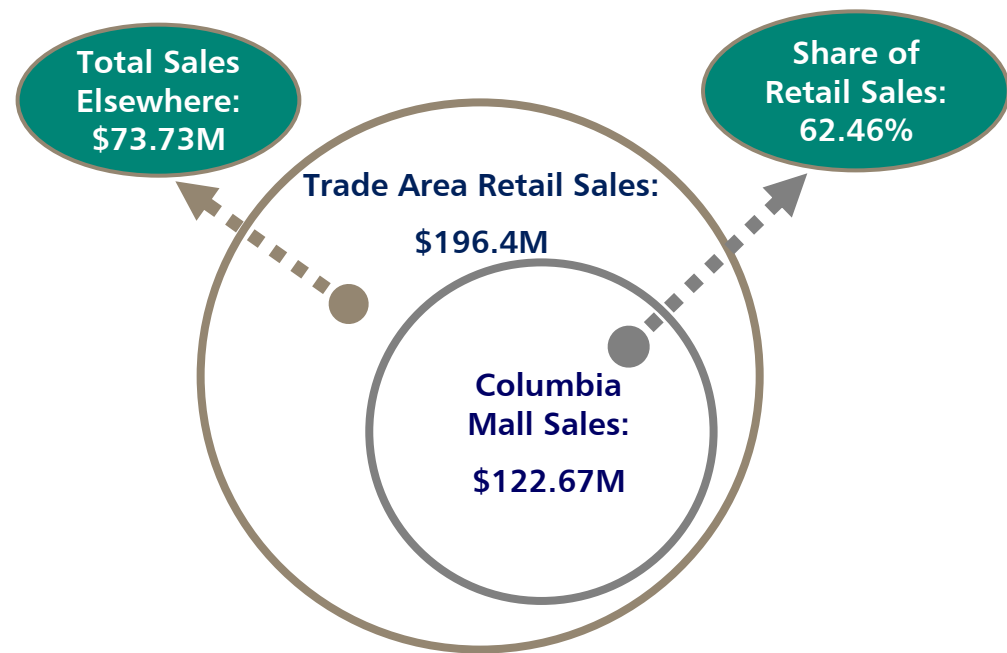 Total Sales
Elsewhere:
$73.73M
Share of
Retail Sales:
62.46%
Trade Area Retail Sales:
$196.4M
Columbia
Mall Sales:
$122.67M